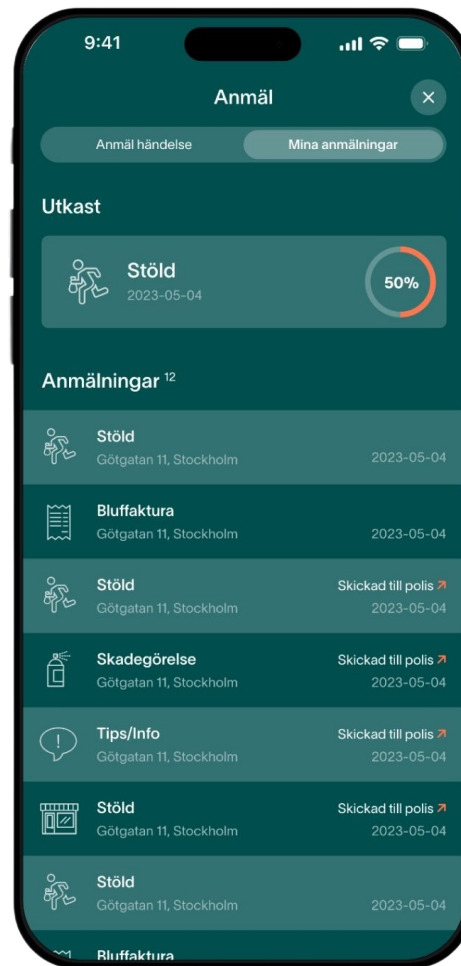 9:41
Anmäl
Anmäl händelse Mina anmälningar
Utkast
Stöld
2023-05-04
50%
Anmälningar 12
Stöld
Götgatan 11, Stockholm 2023-05-04
Bluffaktura
Götgatan 11, Stockholm 2023-05-04
Stöld Skickad till polis
Götgatan 11, Stockholm 2023-05-04
Skadegörelse Skickad till polis
Götgatan 11, Stockholm 2023-05-04
Tips/Info Skickad till polis
Götgatan 11, Stockholm 2023-05-04
Stöld Skickad till polis
Götgatan 11, Stockholm 2023-05-04
Stöld
Götgatan 11, Stockholm 2023-05-04
Bluffaktura